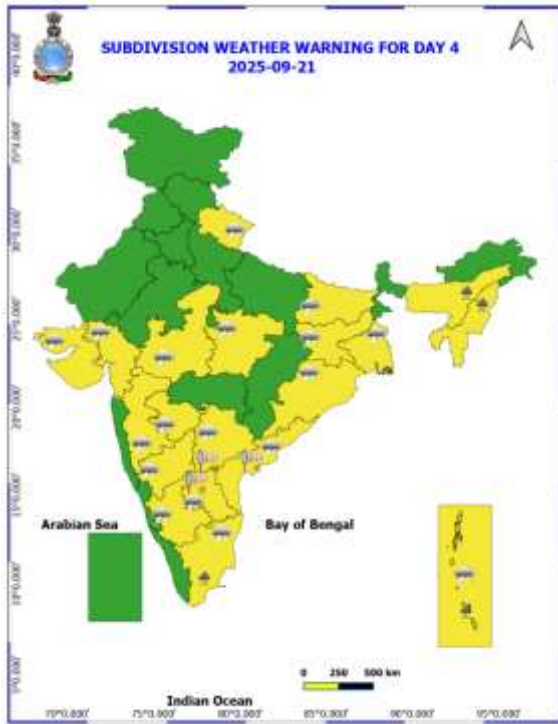 SUBDIVISION WEATHER WARNING FOR DAY 4
2025-09-21
Arabian Sea
Bay of Bengal
0 250 500 km
Indian Ocean
70°0.000' 75°0.000' 80°0.000' 85°0.000' 90°0.000' 95°0.000'